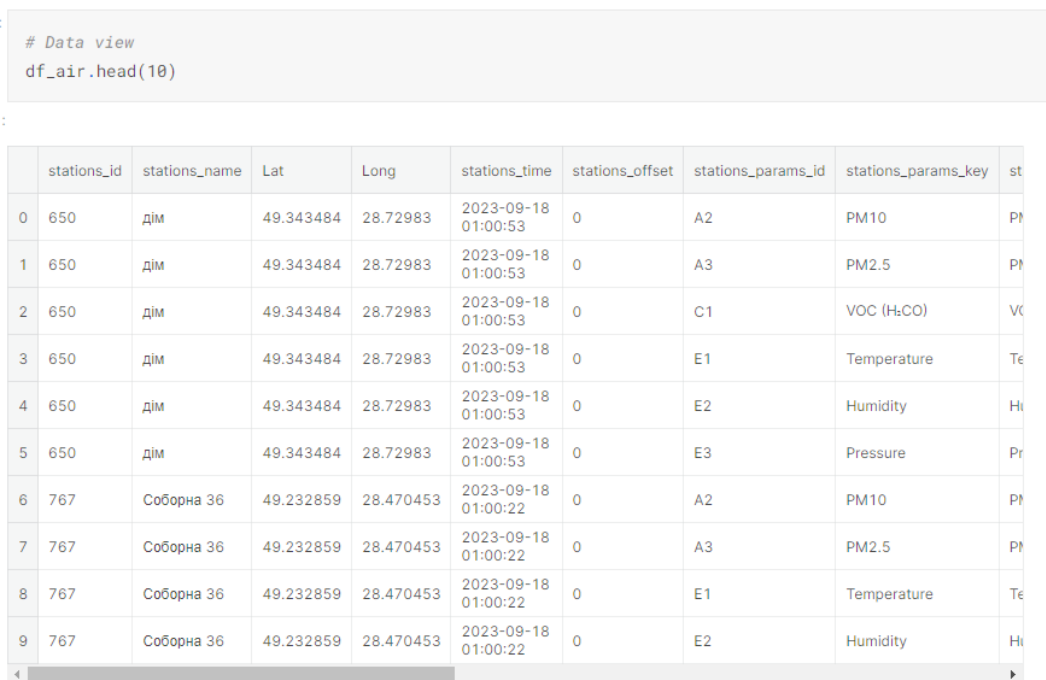 # Data view
df_air.head(10)
stations_id stations_name Lat Long stations_time stations_offset stations_params_id stations_params_key st
0 650 дім 49.343484 28.72983 2023-09-18 01:00:53 0 A2 PM10
1 650 дім 49.343484 28.72983 2023-09-18 01:00:53 0 A3 PM2.5
2 650 дім 49.343484 28.72983 2023-09-18 01:00:53 0 C1 VOC (H₂CO)
3 650 дім 49.343484 28.72983 2023-09-18 01:00:53 0 E1 Temperature Te
4 650 дім 49.343484 28.72983 2023-09-18 01:00:53 0 E2 Humidity
5 650 дім 49.343484 28.72983 2023-09-18 01:00:53 0 E3 Pressure Pr
6 767 Соборна 36 49.232859 28.470453 2023-09-18 01:00:22 0 A2 PM10
7 767 Соборна 36 49.232859 28.470453 2023-09-18 01:00:22 0 A3 PM2.5
8 767 Соборна 36 49.232859 28.470453 2023-09-18 01:00:22 0 E1 Temperature Te
9 767 Соборна 36 49.232859 28.470453 2023-09-18 01:00:22 0 E2 Humidity